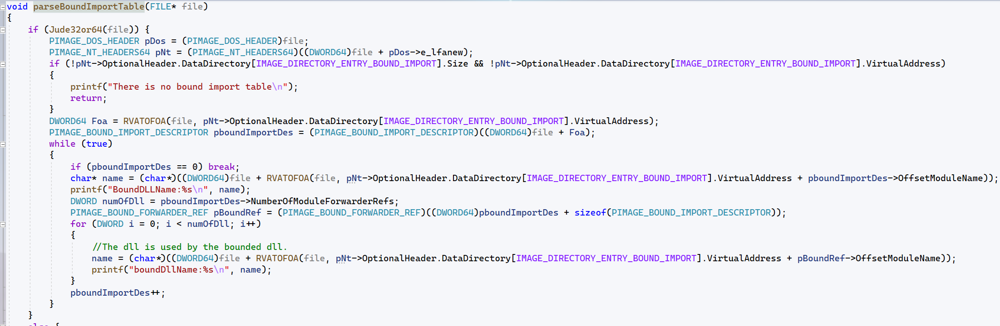 void parseBoundImportTable(FILE* file)
{
    if (Jude32or64(file)) {
        PIMAGE_DOS_HEADER pDos = (PIMAGE_DOS_HEADER)file;
        PIMAGE_NT_HEADERS64 pNt = (PIMAGE_NT_HEADERS64)((DWORD64)file + pDos->e_lfanew);
        if (!pNt->OptionalHeader.DataDirectory[IMAGE_DIRECTORY_ENTRY_BOUND_IMPORT].Size && !pNt->OptionalHeader.DataDirectory[IMAGE_DIRECTORY_ENTRY_BOUND_IMPORT].VirtualAddress)
        {
            printf("There is no bound import table\n");
            return;
        }
        DWORD64 Foa = RVATOFOA(file, pNt->OptionalHeader.DataDirectory[IMAGE_DIRECTORY_ENTRY_BOUND_IMPORT].VirtualAddress);
        PIMAGE_BOUND_IMPORT_DESCRIPTOR pboundImportDes = (PIMAGE_BOUND_IMPORT_DESCRIPTOR)((DWORD64)file + Foa);
        while (true)
        {
            if (pboundImportDes == 0) break;
            char* name = (char*)((DWORD64)file + RVATOFOA(file, pNt->OptionalHeader.DataDirectory[IMAGE_DIRECTORY_ENTRY_BOUND_IMPORT].VirtualAddress + pboundImportDes->OffsetModuleName));
            printf("BoundDLLName:%s\n", name);
            DWORD numOfDll = pboundImportDes->NumberOfModuleForwarderRefs;
            PIMAGE_BOUND_FORWARDER_REF pBoundRef = (PIMAGE_BOUND_FORWARDER_REF)((DWORD64)pboundImportDes + sizeof(PIMAGE_BOUND_IMPORT_DESCRIPTOR));
            for (DWORD i = 0; i < numOfDll; i++)
            {
                //The dll is used by the bounded dll.
                name = (char*)((DWORD64)file + RVATOFOA(file, pNt->OptionalHeader.DataDirectory[IMAGE_DIRECTORY_ENTRY_BOUND_IMPORT].VirtualAddress + pBoundRef->OffsetModuleName));
                printf("boundDllName:%s\n", name);
            }
            pboundImportDes++;
        }
    }
    else {